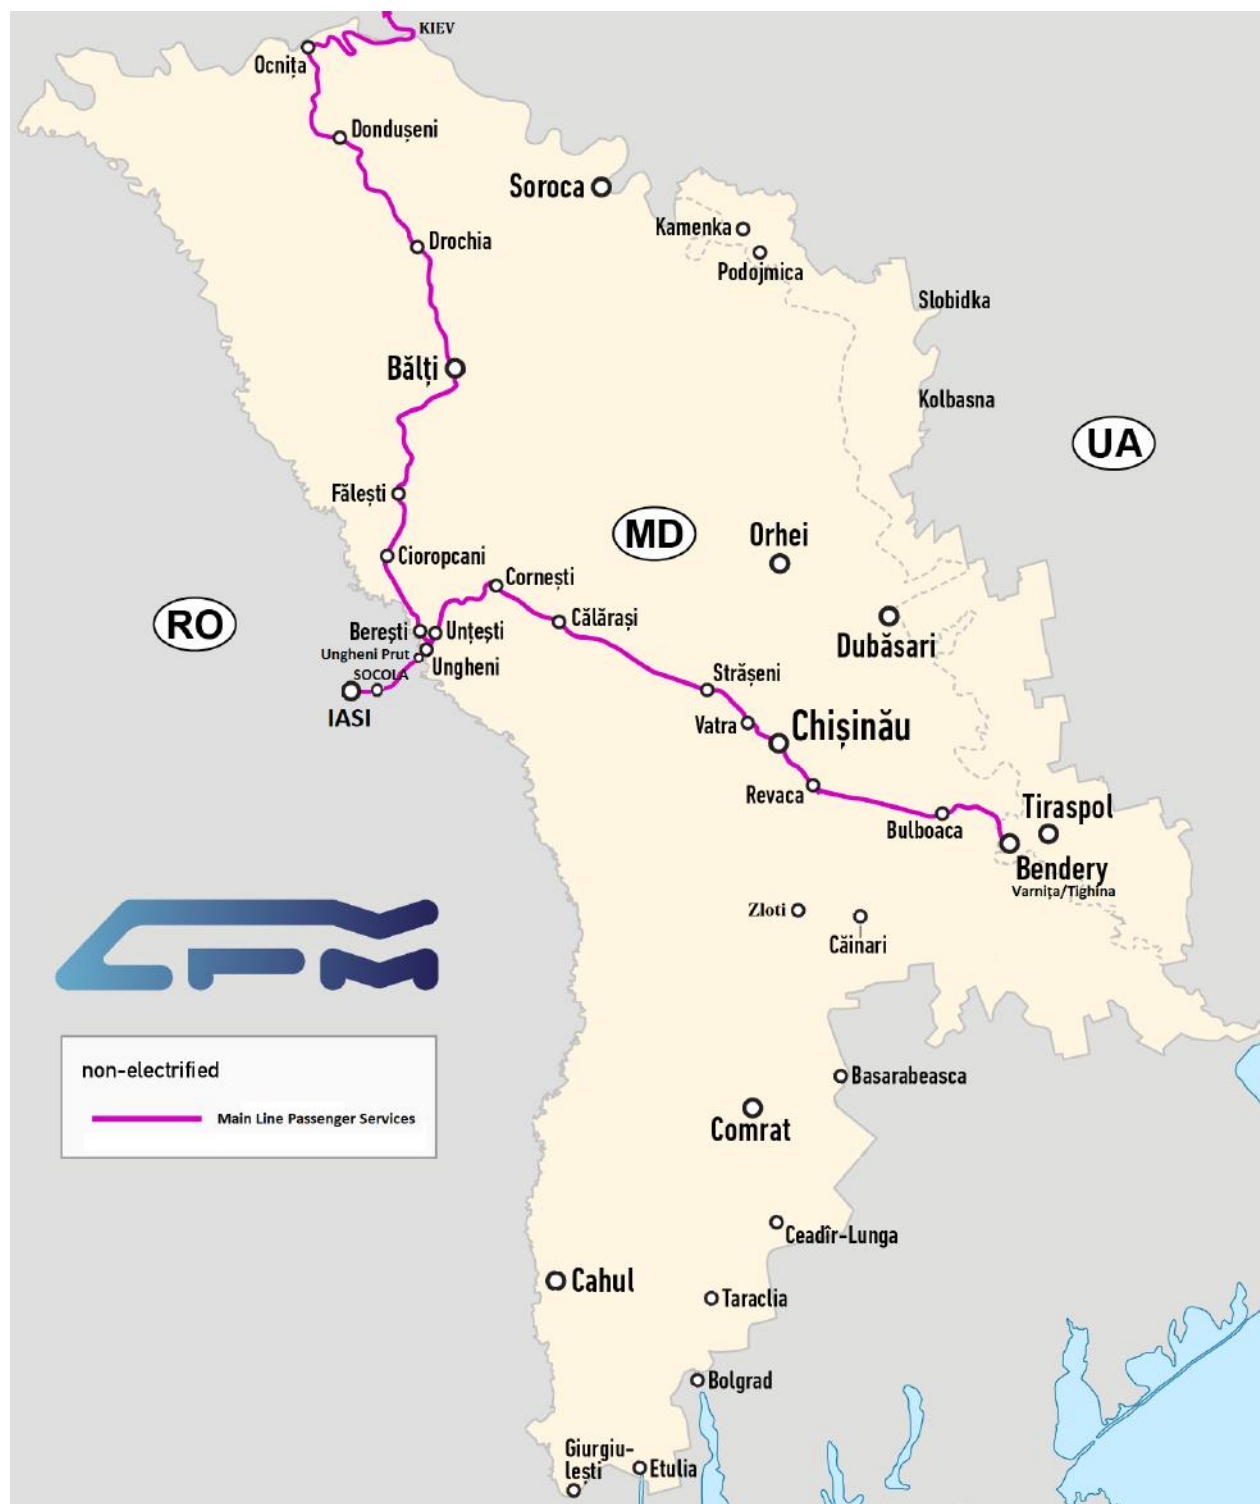 KIEV
Ocnița
Dondușeni
Soroca
Kamenka
Drochia
Podojmica
Slobidka
Bălți
Kolbasna
UA
Fălești
MD
Orhei
Cioropcani
Cornești
RO
Berești
Unțești
Călărași
Dubăsari
Ungheni Prut
Ungheni
SOCOLA
Strășeni
IASI
Vatra
Chișinău
Revaca
Tiraspol
Bulboaca
Bendery
Varnița/Tighina
Zloti
Căinari
CFM
non-electrified
Main Line Passenger Services
Basarabeasca
Comrat
Ceadîr-Lunga
Cahul
Taraclia
Bolgrad
Giurgiu-
lești
Etulia